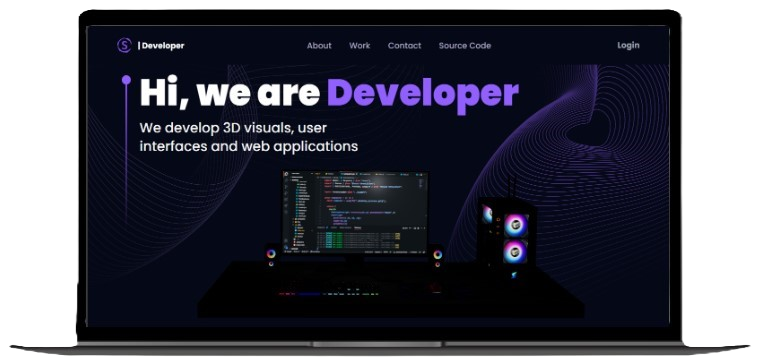 S | Developer
About Work Contact Source Code
Login
Hi, we are Developer
We develop 3D visuals, user
interfaces and web applications